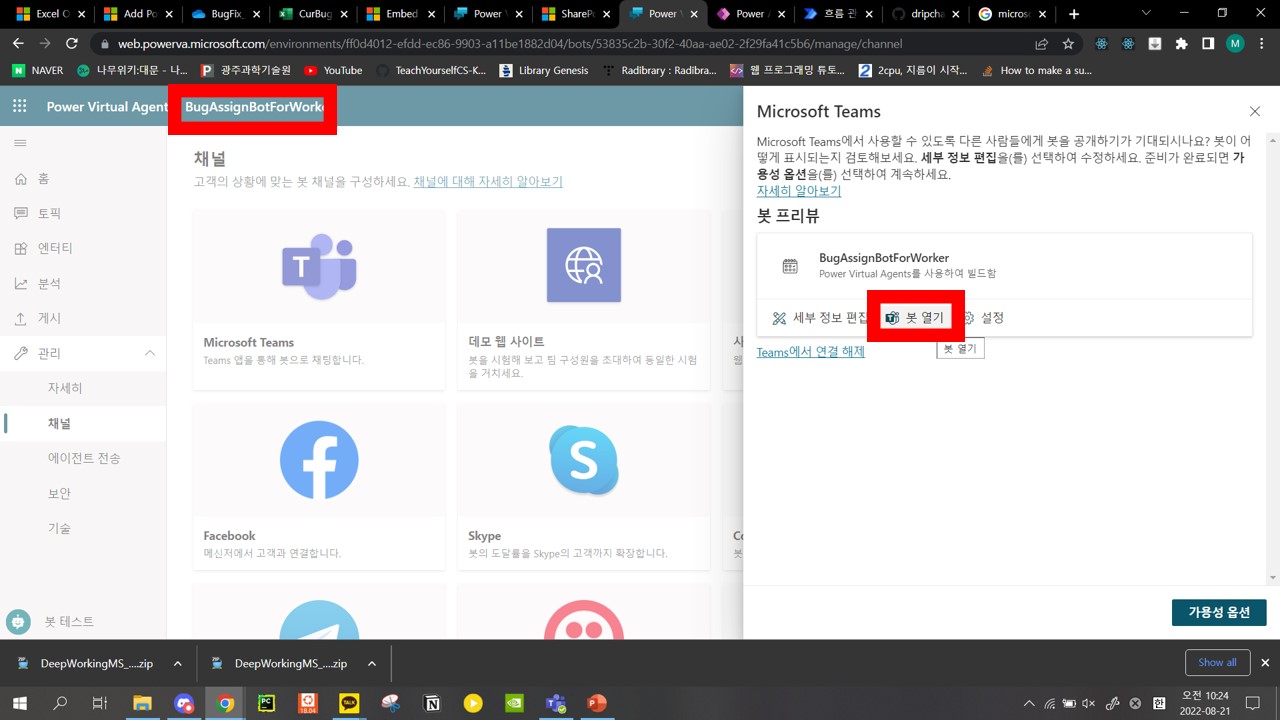 Excel
Add
BugFix_
CurBug
Embed
Power V
ShareP
Power V
Power A
흐름 관
dripcha
microso
web.powerva.microsoft.com/environments/ff0d4012-efdd-ec86-9903-a11be1882d04/bots/53835c2b-30f2-40aa-ae02-2f29fa41c5b6/manage/channel
M
NAVER
나무위키:대문 - 나...
광주과학기술원
YouTube
TeachYourselfCS-K...
Library Genesis
Radibrary : Radibra...
웹 프로그래밍 튜토...
2cpu, 지름이 시작...
How to make a su...
Power Virtual Agent
BugAssignBotForWorke
홈
토픽
엔터티
분석
게시
관리
자세히
채널
에이전트 전송
보안
기술
봇 테스트
채널
고객의 상황에 맞는 봇 채널을 구성하세요. 채널에 대해 자세히 알아보기
Microsoft Teams
Teams 앱을 통해 봇으로 채팅합니다.
데모 웹 사이트
봇을 시험해 보고 팀 구성원을 초대하여 동일한 시험
을 거치세요.
Facebook
메신저에서 고객과 연결합니다.
Skype
봇의 도달률을 Skype의 고객까지 확장합니다.
Microsoft Teams
Microsoft Teams에서 사용할 수 있도록 다른 사람들에게 봇을 공개하기가 기대되시나요? 봇이 어
떻게 표시되는지 검토해보세요. 세부 정보 편집을(를) 선택하여 수정하세요. 준비가 완료되면 가
용성 옵션을(를) 선택하여 계속하세요.
자세히 알아보기
봇 프리뷰
BugAssignBotForWorker
Power Virtual Agents를 사용하여 빌드함
세부 정보 편집
봇 열기
설정
봇 열기
Teams에서 연결 해제
가용성 옵션
DeepWorkingMS_....zip
DeepWorkingMS_....zip
Show all
오전 10:24
2022-08-21